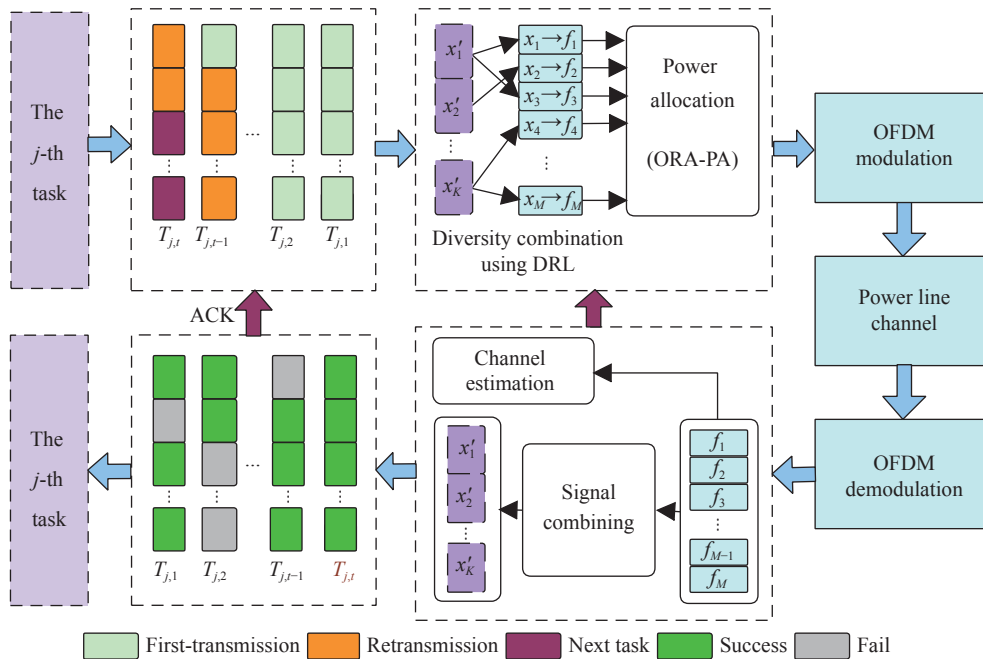 The
j-th
task
T_{j,t} T_{j,t−1} T_{j,2} T_{j,1}
...
⋮ ⋮ ⋮ ⋮
x′_1
x′_2
⋮
x′_K
x_1→f_1
x_2→f_2
x_3→f_3
x_4→f_4
⋮
x_M→f_M
Power
allocation
(ORA-PA)
Diversity combination
using DRL
OFDM
modulation
Power line
channel
OFDM
demodulation
ACK
The
j-th
task
...
⋮ ⋮ ⋮ ⋮
T_{j,1} T_{j,2} T_{j,t−1} T_{j,t}
Channel
estimation
x′_1
x′_2
⋮
x′_K
Signal
combining
f_1
f_2
f_3
⋮
f_{M−1}
f_M
First-transmission Retransmission Next task Success Fail